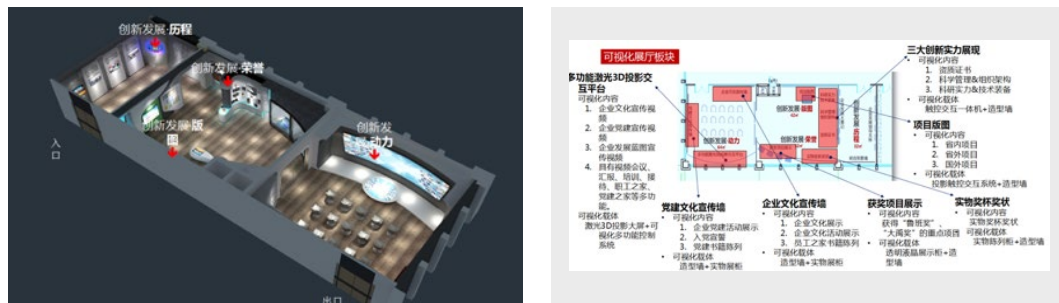 创新发展·历程
创新发展·荣誉
创新发展·版
图
创新发
展·动力
入
口
出口
可视化展厅板块
多功能激光3D投影交
互平台
可视化内容
1. 企业文化宣传视
频
2. 企业党建宣传视
频
3. 企业发展蓝图宣
传视频
4. 具有视频会议、
汇报、培训、接
待、职工之家、
党建之家等多功
能。
可视化载体
激光3D投影大屏+可
视化多功能控制
系统
三大创新实力展现
• 可视化内容
1. 资质证书
2. 科学管理&组织架构
3. 科研实力&技术装备
• 可视化载体
触控交互一体机+造型墙
项目版图
• 可视化内容
1. 省内项目
2. 省外项目
3. 国外项目
• 可视化载体
投影触控交互系统+造型墙
创新发展·版图
创新发展·荣誉
创新发展·动力
党建文化宣传墙
• 可视化内容
1. 企业党建活动展示
2. 入党宣誓
3. 党建书籍陈列
• 可视化载体
造型墙+实物展柜
企业文化宣传墙
• 可视化内容
1. 企业文化展示
2. 企业文化活动展示
3. 员工之家书籍陈列
• 可视化载体
造型墙+实物展柜
获奖项目展示
• 可视化内容
获得“鲁班奖”、
“大禹奖”的重点项目
• 可视化载体
透明液晶展示柜+造
型墙
实物奖杯奖状
• 可视化内容
实物奖杯奖状
可视化载体
实物陈列柜+造型墙